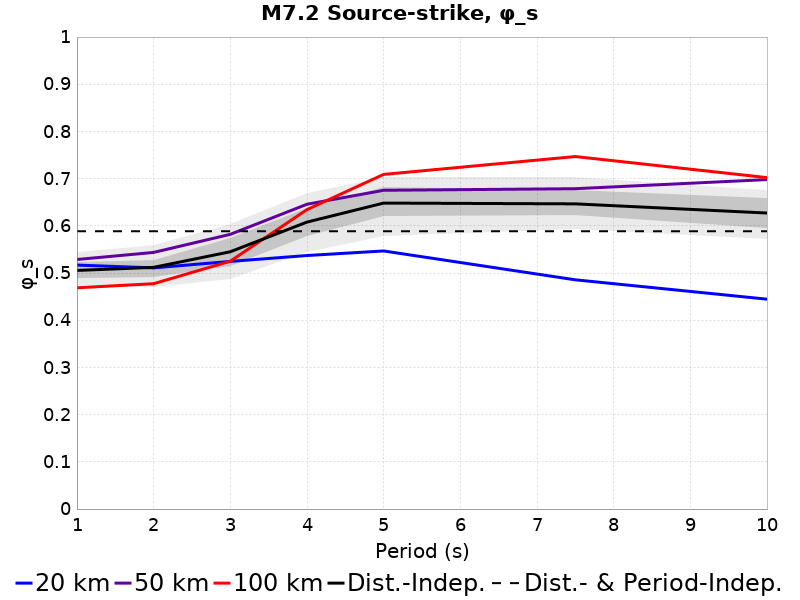 M7.2 Source-strike, φ_s
1
0.9
0.8
0.7
0.6
0.5
0.4
0.3
0.2
0.1
0
φ_s
1 2 3 4 5 6 7 8 9 10
Period (s)
20 km 50 km 100 km Dist.-Indep. Dist.- & Period-Indep.